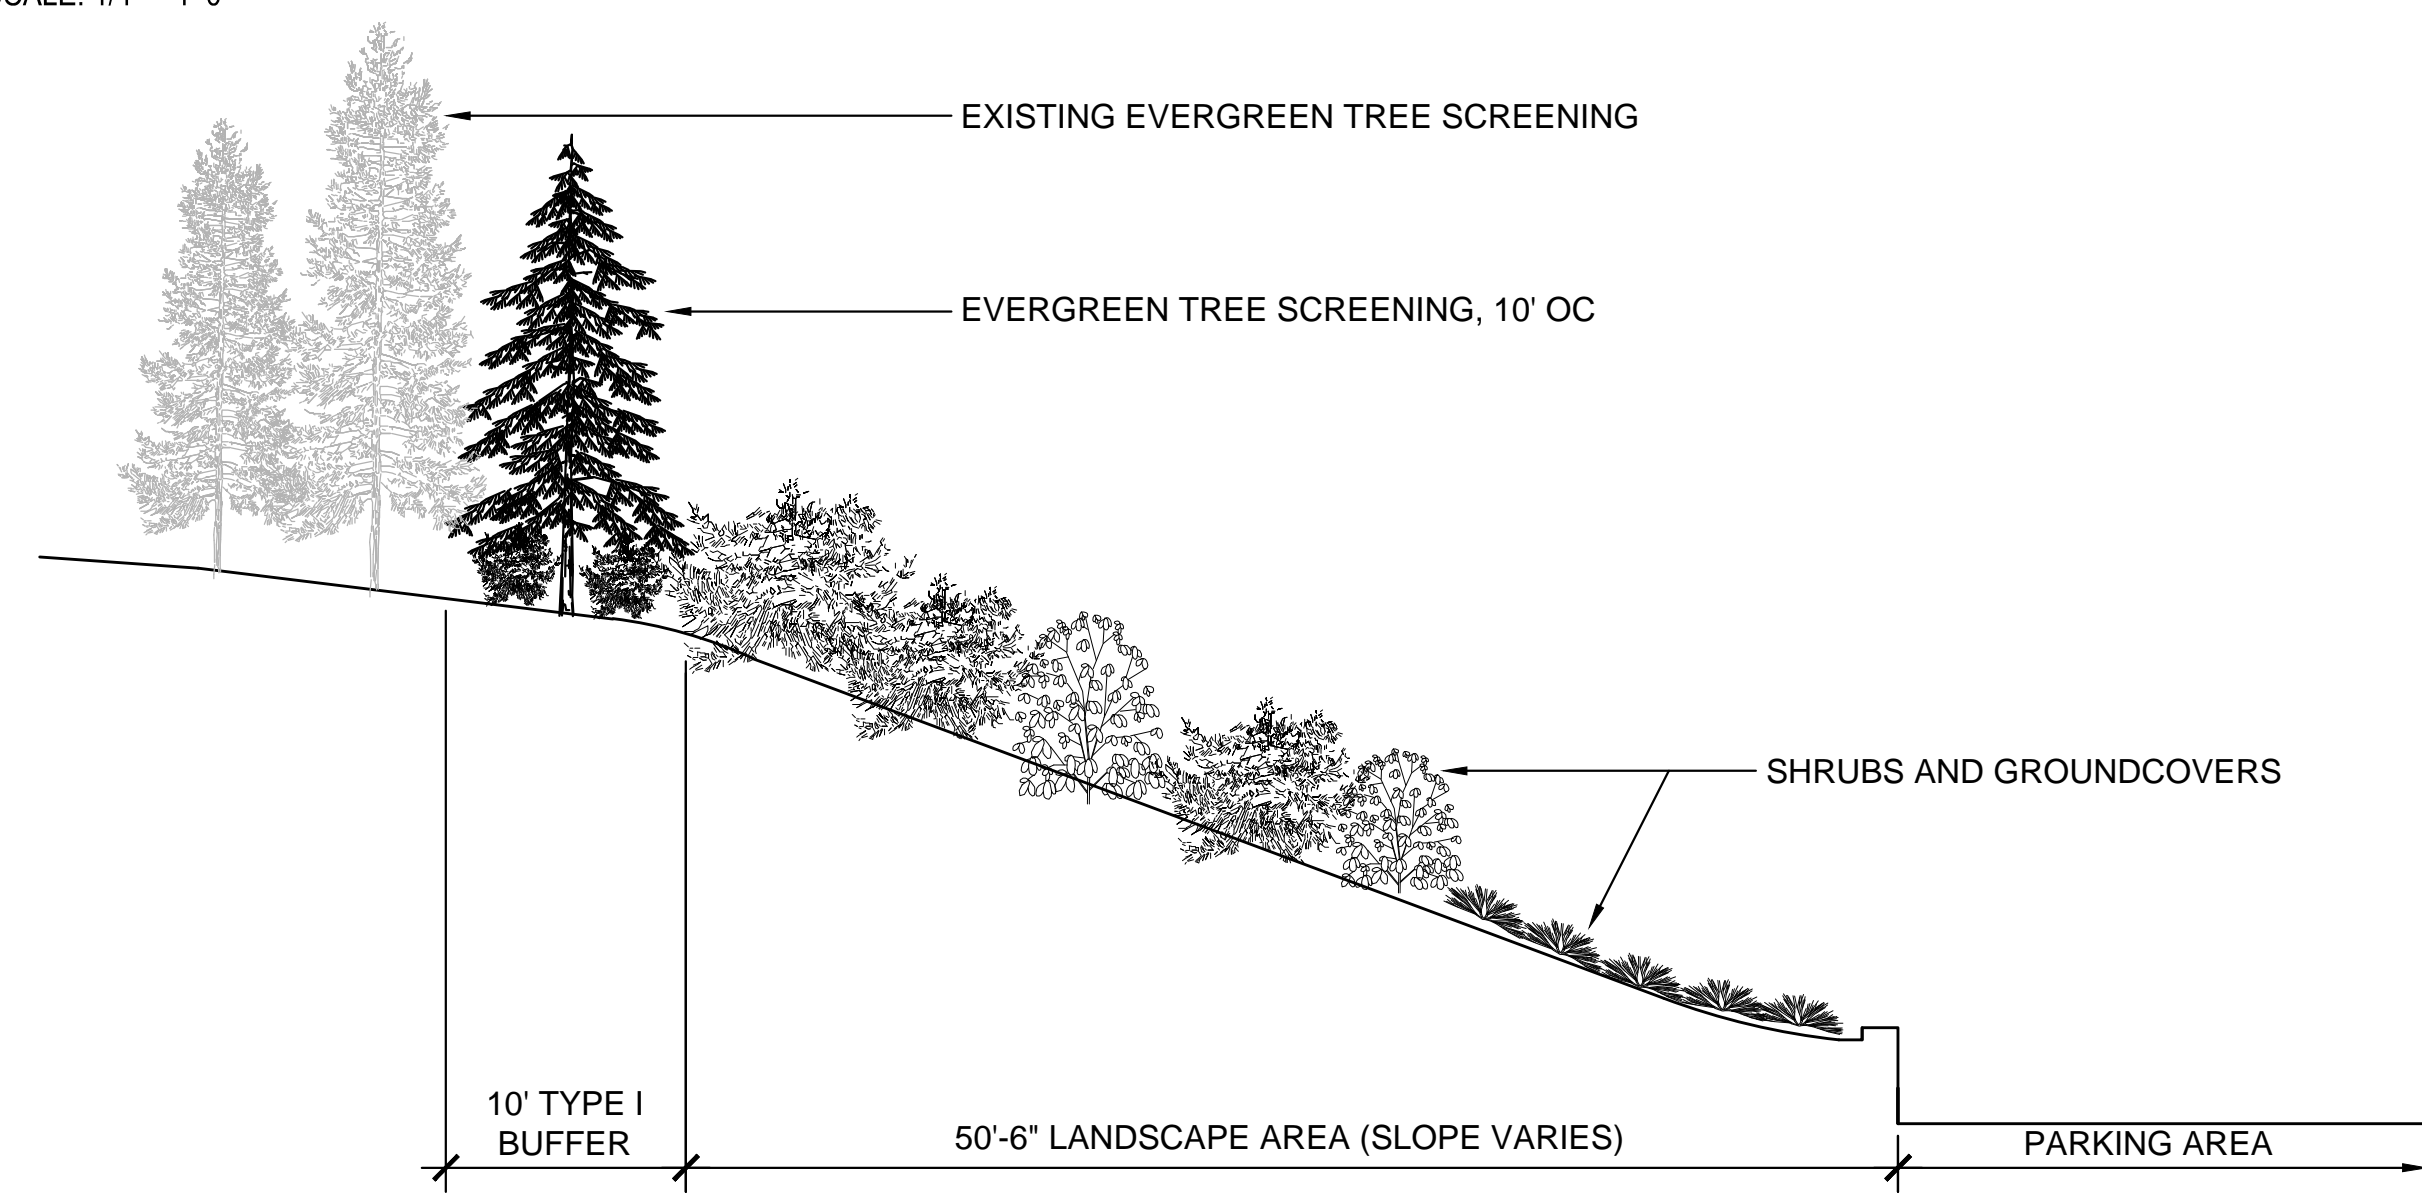 EXISTING EVERGREEN TREE SCREENING
EVERGREEN TREE SCREENING, 10' OC
SHRUBS AND GROUNDCOVERS
10' TYPE I
BUFFER
50'-6" LANDSCAPE AREA (SLOPE VARIES)
PARKING AREA